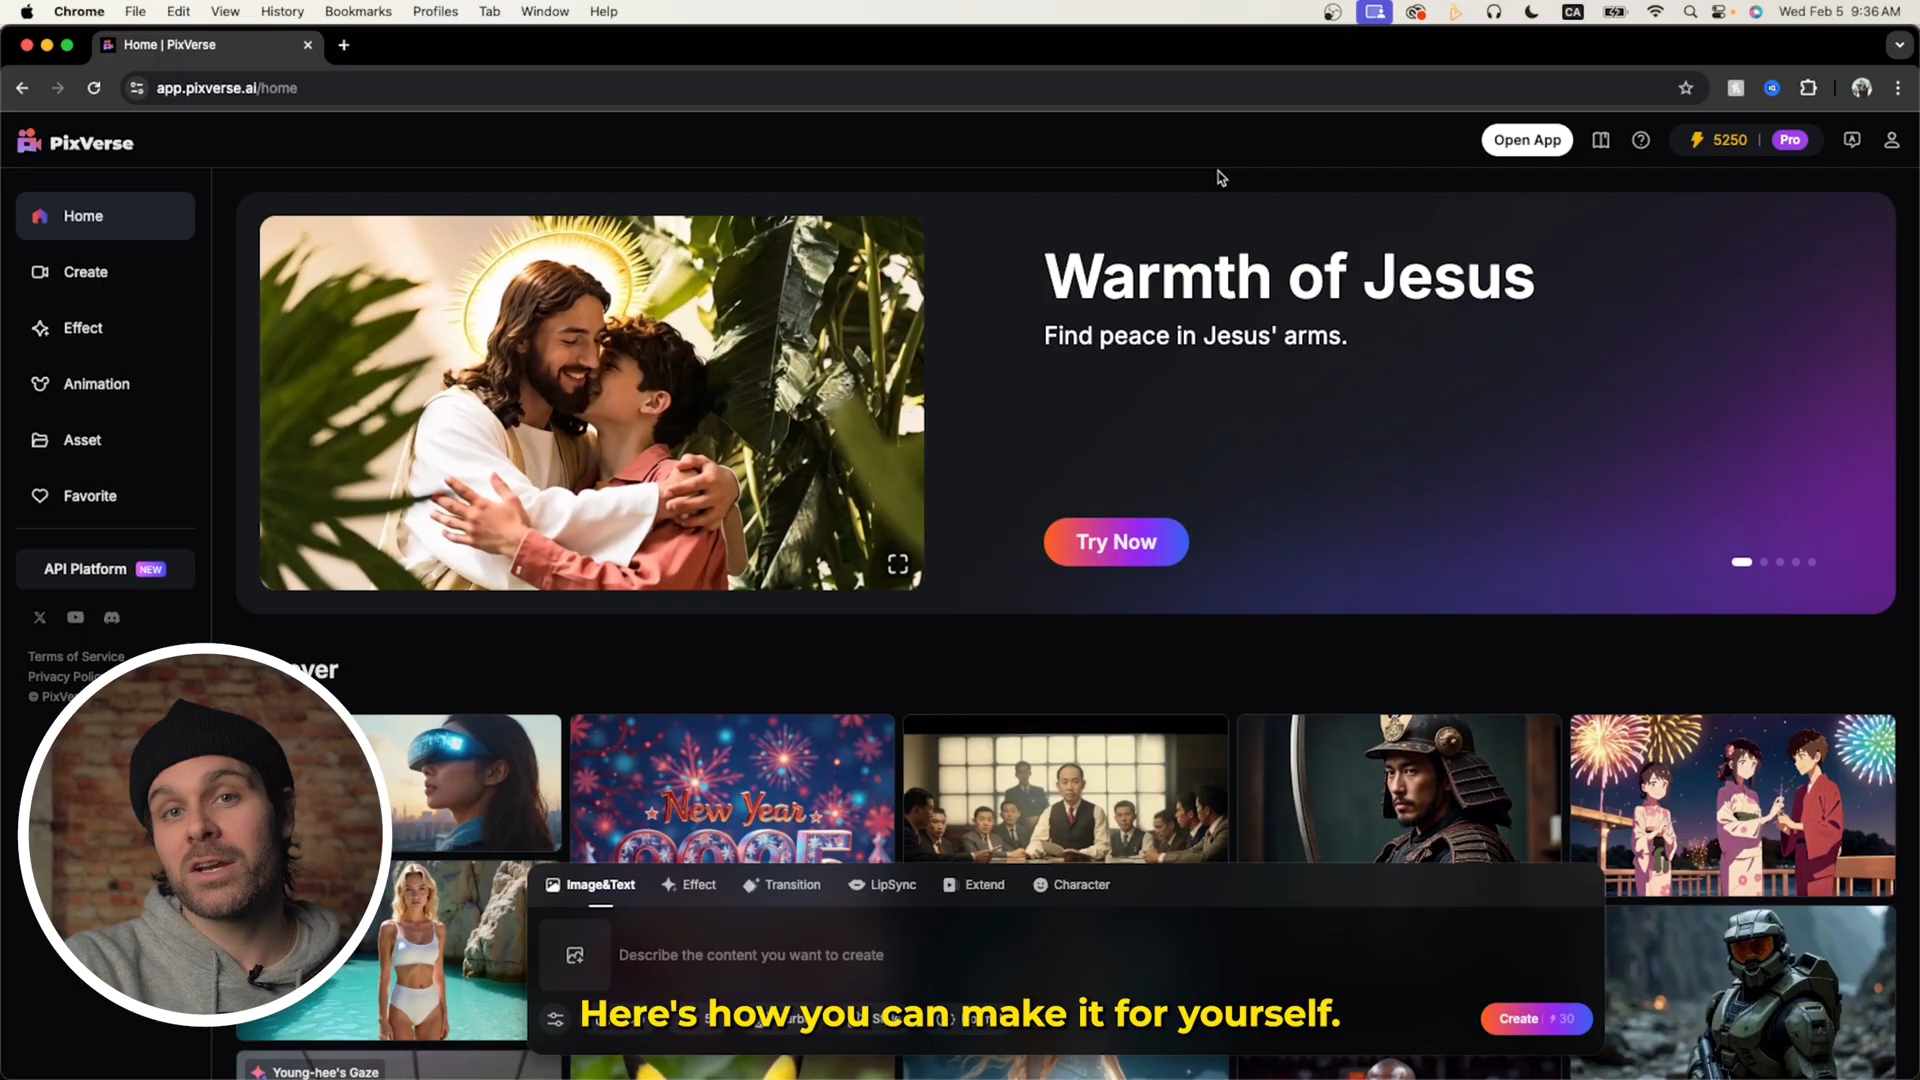 Chrome File Edit View History Bookmarks Profiles Tab Window Help
CA
Wed Feb 5 9:36 AM
Home | PixVerse
app.pixverse.ai/home
PixVerse
Open App
5250 | Pro
Home
Create
Effect
Animation
Asset
Favorite
API Platform NEW
Terms of Service
Privacy
© PixVe
Warmth of Jesus
Find peace in Jesus' arms.
Try Now
over
New Year
Image&Text Effect Transition LipSync Extend Character
Describe the content you want to create
Here's how you can make it for yourself.
Create 30
Young-hee's Gaze